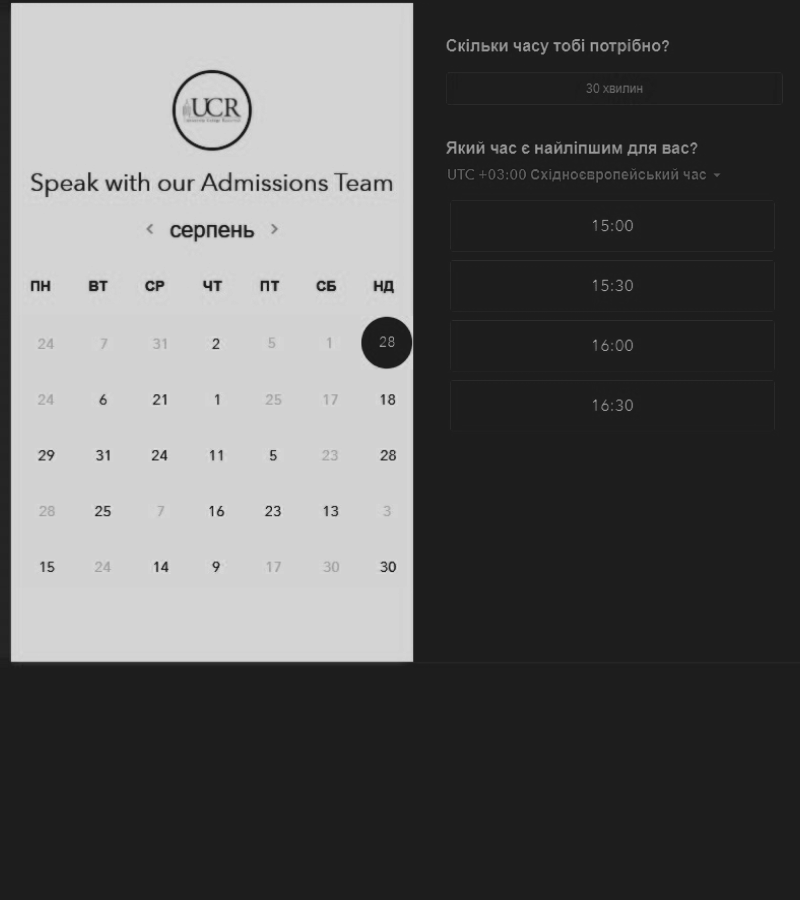 UCR
Speak with our Admissions Team
серпень
ПН ВТ СР ЧТ ПТ СБ НД
24 7 31 2 5 1 28
24 6 21 1 25 17 18
29 31 24 11 5 23 28
28 25 7 16 23 13 3
15 24 14 9 17 30 30
Скільки часу тобі потрібно?
30 хвилин
Який час є найліпшим для вас?
UTC +03:00 Східноєвропейський час
15:00
15:30
16:00
16:30